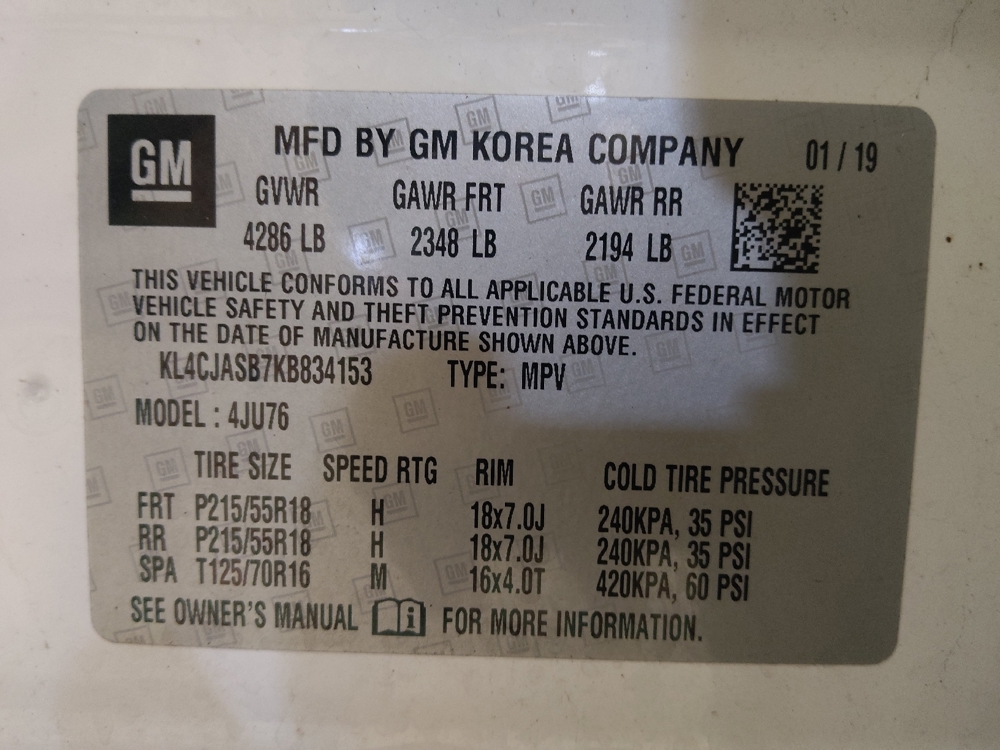 GM
MFD BY GM KOREA COMPANY 01 / 19
GVWR GAWR FRT GAWR RR
4286 LB 2348 LB 2194 LB
THIS VEHICLE CONFORMS TO ALL APPLICABLE U.S. FEDERAL MOTOR
VEHICLE SAFETY AND THEFT PREVENTION STANDARDS IN EFFECT
ON THE DATE OF MANUFACTURE SHOWN ABOVE.
KL4CJASB7KB834153 TYPE: MPV
MODEL : 4JU76
TIRE SIZE SPEED RTG RIM COLD TIRE PRESSURE
FRT P215/55R18 H 18x7.0J 240KPA, 35 PSI
RR P215/55R18 H 18x7.0J 240KPA, 35 PSI
SPA T125/70R16 M 16x4.0T 420KPA, 60 PSI
SEE OWNER'S MANUAL i FOR MORE INFORMATION.